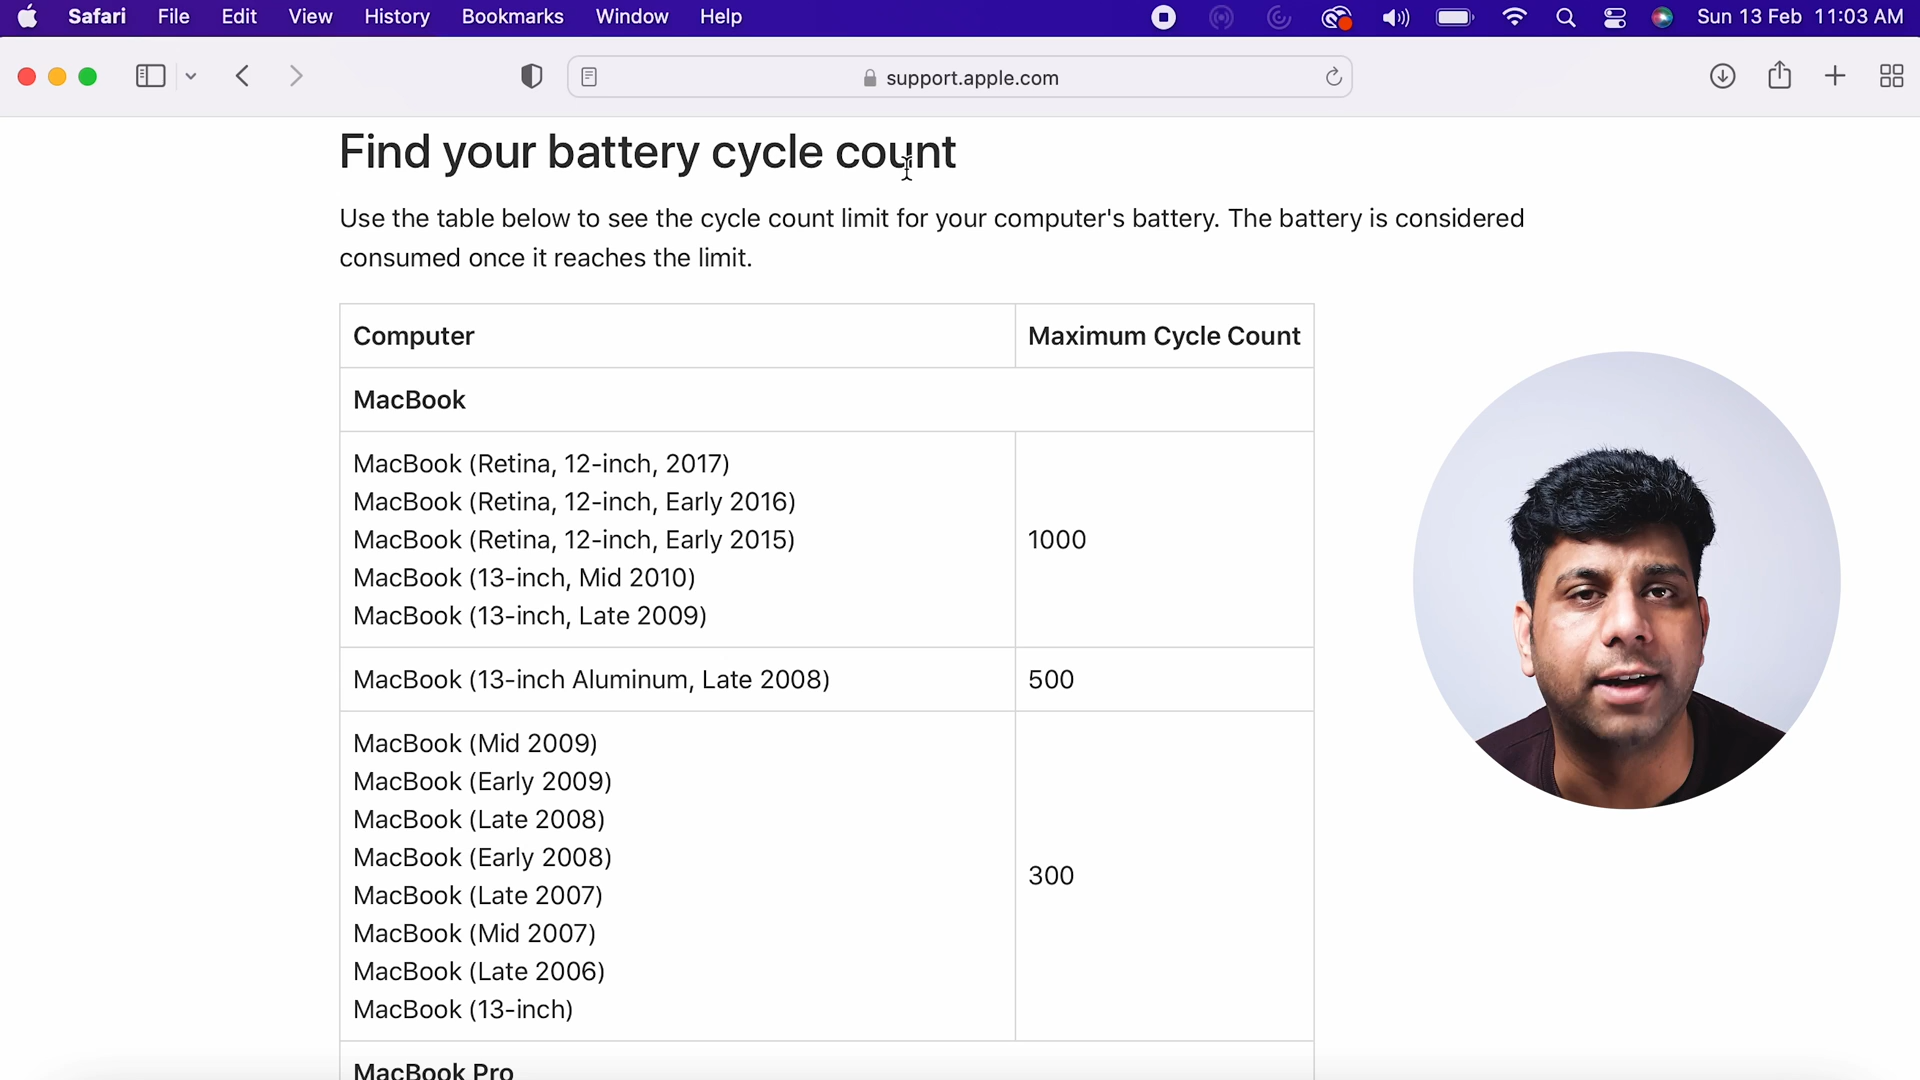 Safari File Edit View History Bookmarks Window Help Sun 13 Feb 11:03 AM
support.apple.com
Find your battery cycle count
Use the table below to see the cycle count limit for your computer's battery. The battery is considered
consumed once it reaches the limit.
Computer Maximum Cycle Count
MacBook
MacBook (Retina, 12-inch, 2017)
MacBook (Retina, 12-inch, Early 2016)
MacBook (Retina, 12-inch, Early 2015)
MacBook (13-inch, Mid 2010)
MacBook (13-inch, Late 2009)
1000
MacBook (13-inch Aluminum, Late 2008) 500
MacBook (Mid 2009)
MacBook (Early 2009)
MacBook (Late 2008)
MacBook (Early 2008)
MacBook (Late 2007)
MacBook (Mid 2007)
MacBook (Late 2006)
MacBook (13-inch)
300
MacBook Pro